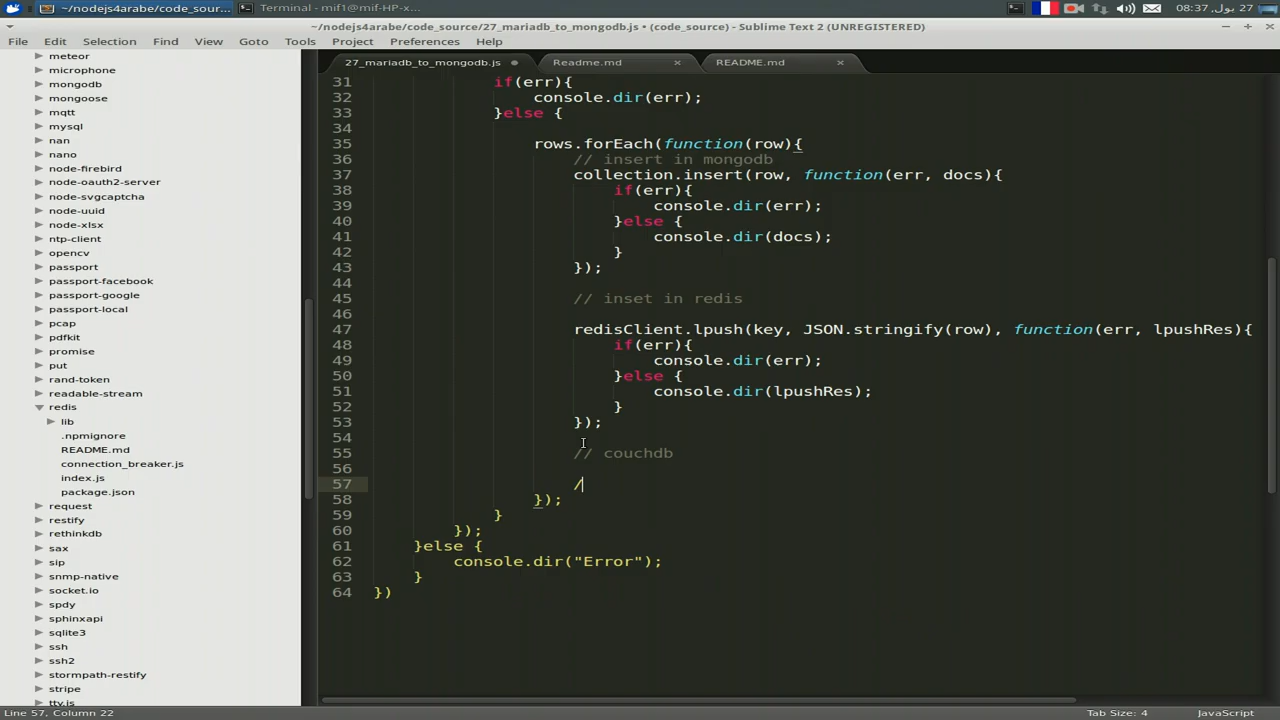 ~/nodejs4arabe/code_sour...
Terminal - mif1@mif-HP-x...
08:37 ,يول 27
~/nodejs4arabe/code_source/27_mariadb_to_mongodb.js • (code_source) - Sublime Text 2 (UNREGISTERED)
File Edit Selection Find View Goto Tools Project Preferences Help
27_mariadb_to_mongodb.js Readme.md README.md
meteor
microphone
mongodb
mongoose
mqtt
mysql
nan
nano
node-firebird
node-oauth2-server
node-svgcaptcha
node-uuid
node-xlsx
ntp-client
opencv
passport
passport-facebook
passport-google
passport-local
pcap
pdfkit
promise
put
rand-token
readable-stream
redis
lib
.npmignore
README.md
connection_breaker.js
index.js
package.json
request
restify
rethinkdb
sax
sip
snmp-native
socket.io
spdy
sphinxapi
sqlite3
ssh
ssh2
stormpath-restify
stripe
tty.js
31 if(err){
32 console.dir(err);
33 }else {
34
35 rows.forEach(function(row){
36 // insert in mongodb
37 collection.insert(row, function(err, docs){
38 if(err){
39 console.dir(err);
40 }else {
41 console.dir(docs);
42 }
43 });
44
45 // inset in redis
46
47 redisClient.lpush(key, JSON.stringify(row), function(err, lpushRes){
48 if(err){
49 console.dir(err);
50 }else {
51 console.dir(lpushRes);
52 }
53 });
54
55 // couchdb
56
57 /
58 });
59 }
60 });
61 }else {
62 console.dir("Error");
63 }
64 })
Line 57, Column 22
Tab Size: 4
JavaScript